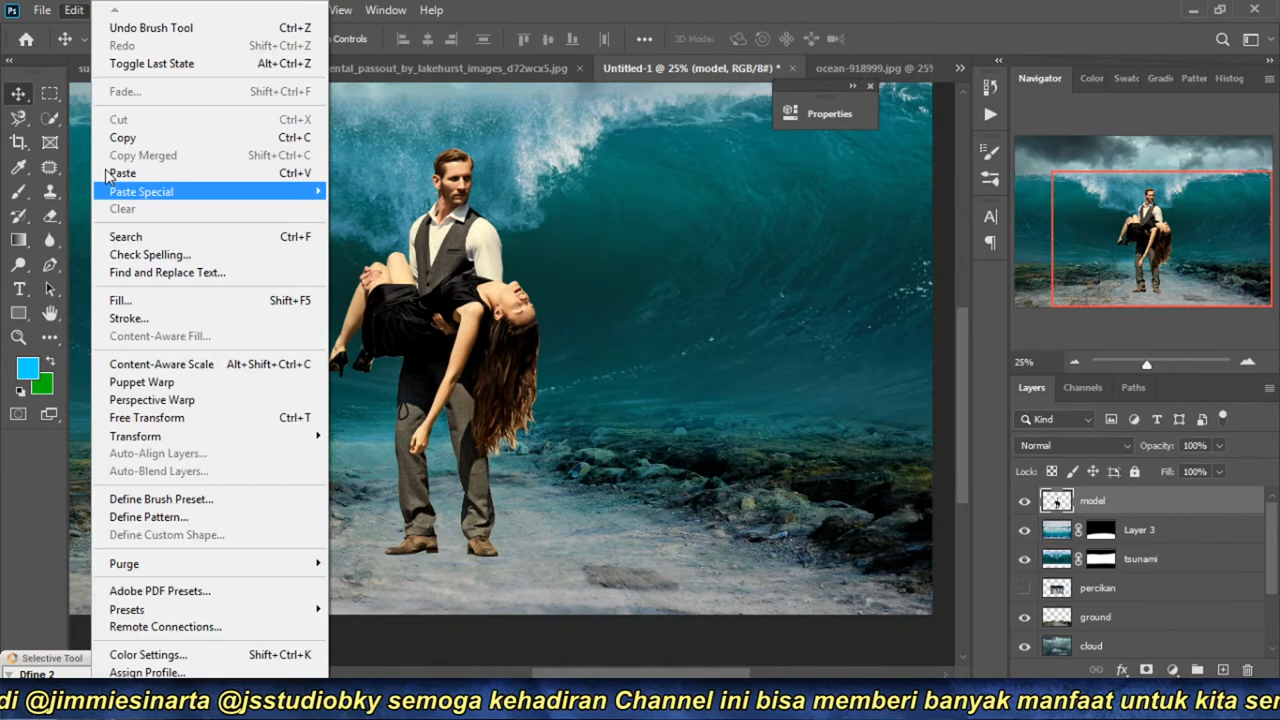 Ps File Edit View Window Help
Controls
3D Mode:
ental_passout_by_lakehurst_images_d72wcx5.jpg ×
Untitled-1 @ 25% (model, RGB/8#) * ×
ocean-918999.jpg @ 25%
Undo Brush Tool Ctrl+Z
Redo Shift+Ctrl+Z
Toggle Last State Alt+Ctrl+Z
Fade... Shift+Ctrl+F
Cut Ctrl+X
Copy Ctrl+C
Copy Merged Shift+Ctrl+C
Paste Ctrl+V
Paste Special
Clear
Search Ctrl+F
Check Spelling...
Find and Replace Text...
Fill... Shift+F5
Stroke...
Content-Aware Fill...
Content-Aware Scale Alt+Shift+Ctrl+C
Puppet Warp
Perspective Warp
Free Transform Ctrl+T
Transform
Auto-Align Layers...
Auto-Blend Layers...
Define Brush Preset...
Define Pattern...
Define Custom Shape...
Purge
Adobe PDF Presets...
Presets
Remote Connections...
Color Settings... Shift+Ctrl+K
Assign Profile...
Selective Tool
Dfine 2
Properties
Navigator Color Swatc Gradi Patter Histog
25%
Layers Channels Paths
Kind
Normal Opacity: 100%
Lock: Fill: 100%
model
Layer 3
tsunami
percikan
ground
cloud
di @jimmiesinarta @jsstudiobky semoga kehadiran Channel ini bisa memberi banyak manfaat untuk kita se